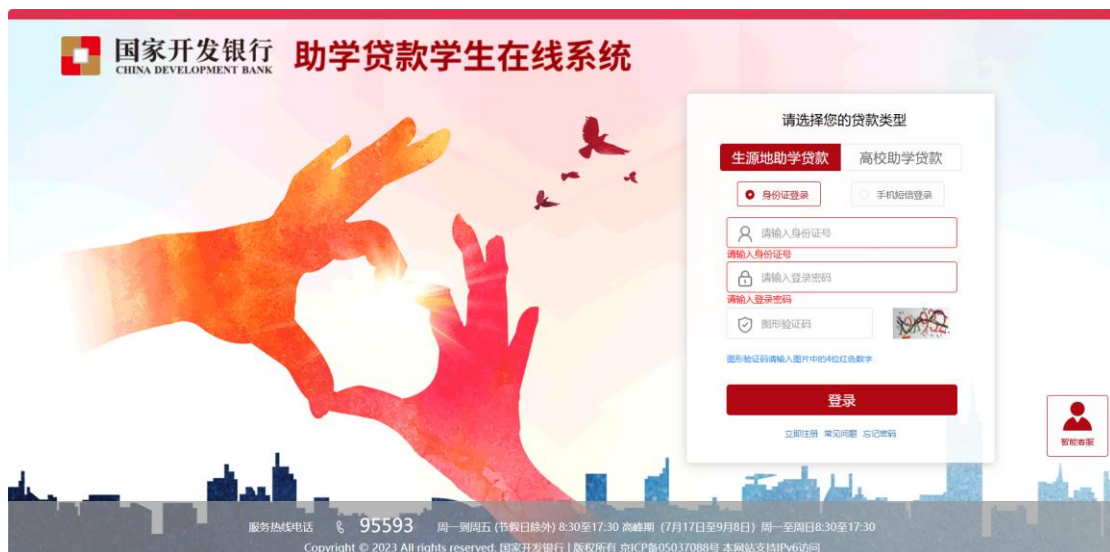 国家开发银行
CHINA DEVELOPMENT BANK
助学贷款学生在线系统
请选择您的贷款类型
生源地助学贷款 高校助学贷款
身份证登录 手机短信登录
请输入身份证号
请输入身份证号
请输入登录密码
请输入登录密码
图形验证码
图形验证码请输入图片中的4位红色数字
登录
立即注册 常见问题 忘记密码
智能客服
服务热线电话 95593 周一到周五 (节假日除外) 8:30至17:30 高峰期 (7月17日至9月8日) 周一至周日8:30至17:30
Copyright © 2023 All rights reserved. 国家开发银行 | 版权所有 京ICP备05037088号 本网站支持IPv6访问